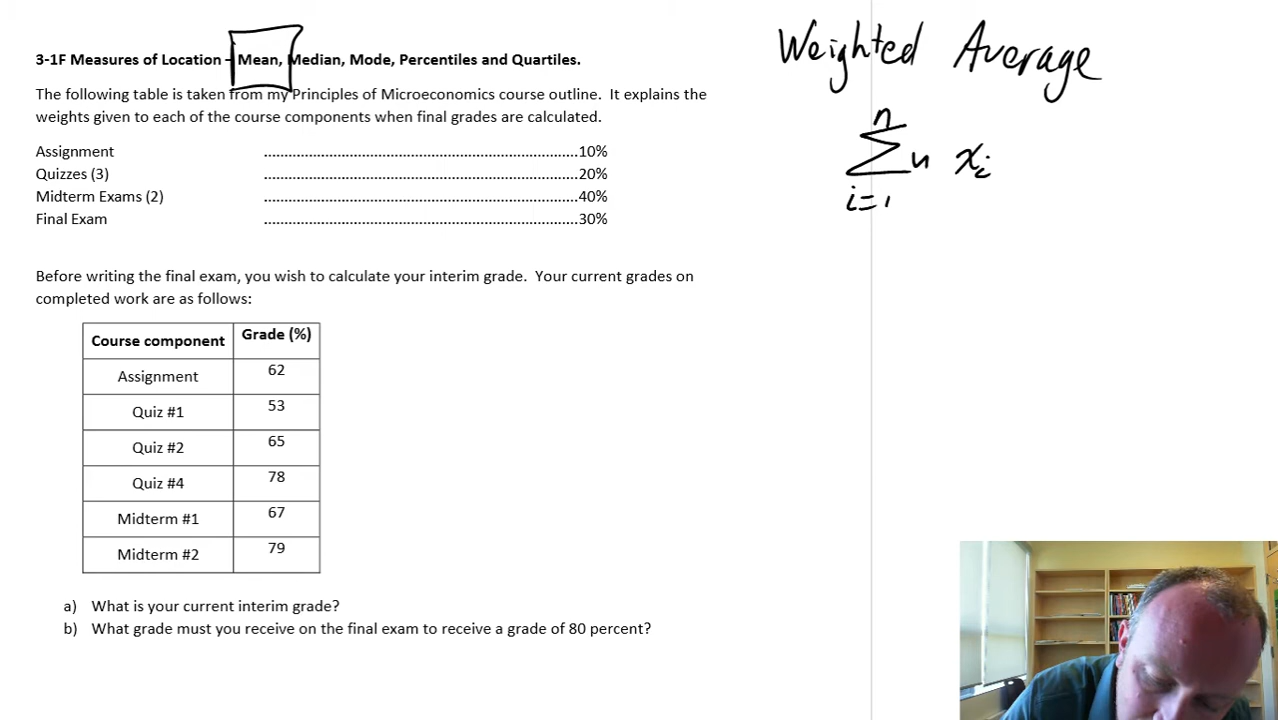 Weighted Average
3-1F Measures of Location – Mean, Median, Mode, Percentiles and Quartiles.
The following table is taken from my Principles of Microeconomics course outline. It explains the
weights given to each of the course components when final grades are calculated.
n
Σ xᵢ
i=1
Assignment ..............................................................................10%
Quizzes (3) ..............................................................................20%
Midterm Exams (2) ..............................................................................40%
Final Exam ..............................................................................30%
Before writing the final exam, you wish to calculate your interim grade. Your current grades on
completed work are as follows:
Course component Grade (%)
Assignment 62
Quiz #1 53
Quiz #2 65
Quiz #4 78
Midterm #1 67
Midterm #2 79
a) What is your current interim grade?
b) What grade must you receive on the final exam to receive a grade of 80 percent?